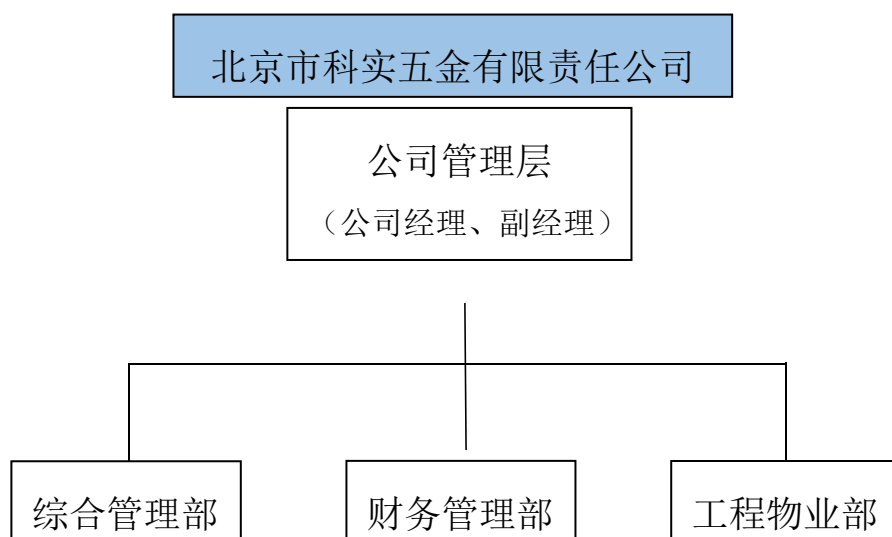 北京市科实五金有限责任公司
公司管理层
（公司经理、副经理）
综合管理部
财务管理部
工程物业部